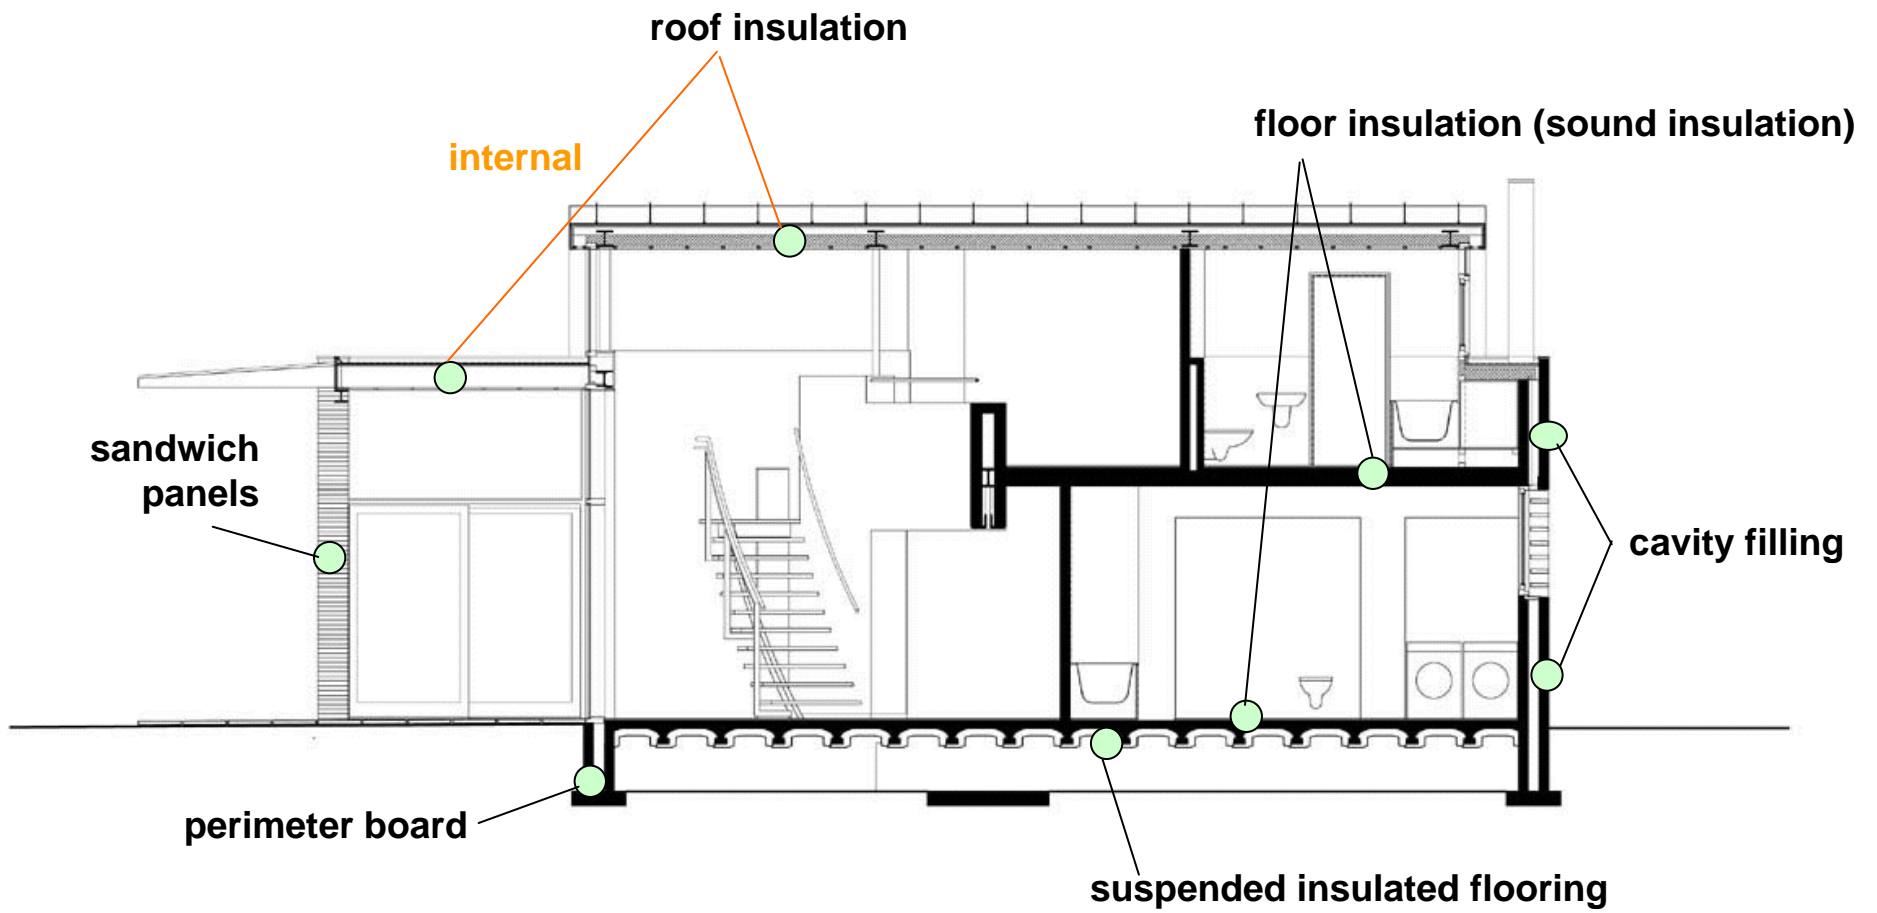 roof insulation
floor insulation (sound insulation)
internal
sandwich
panels
cavity filling
perimeter board
suspended insulated flooring